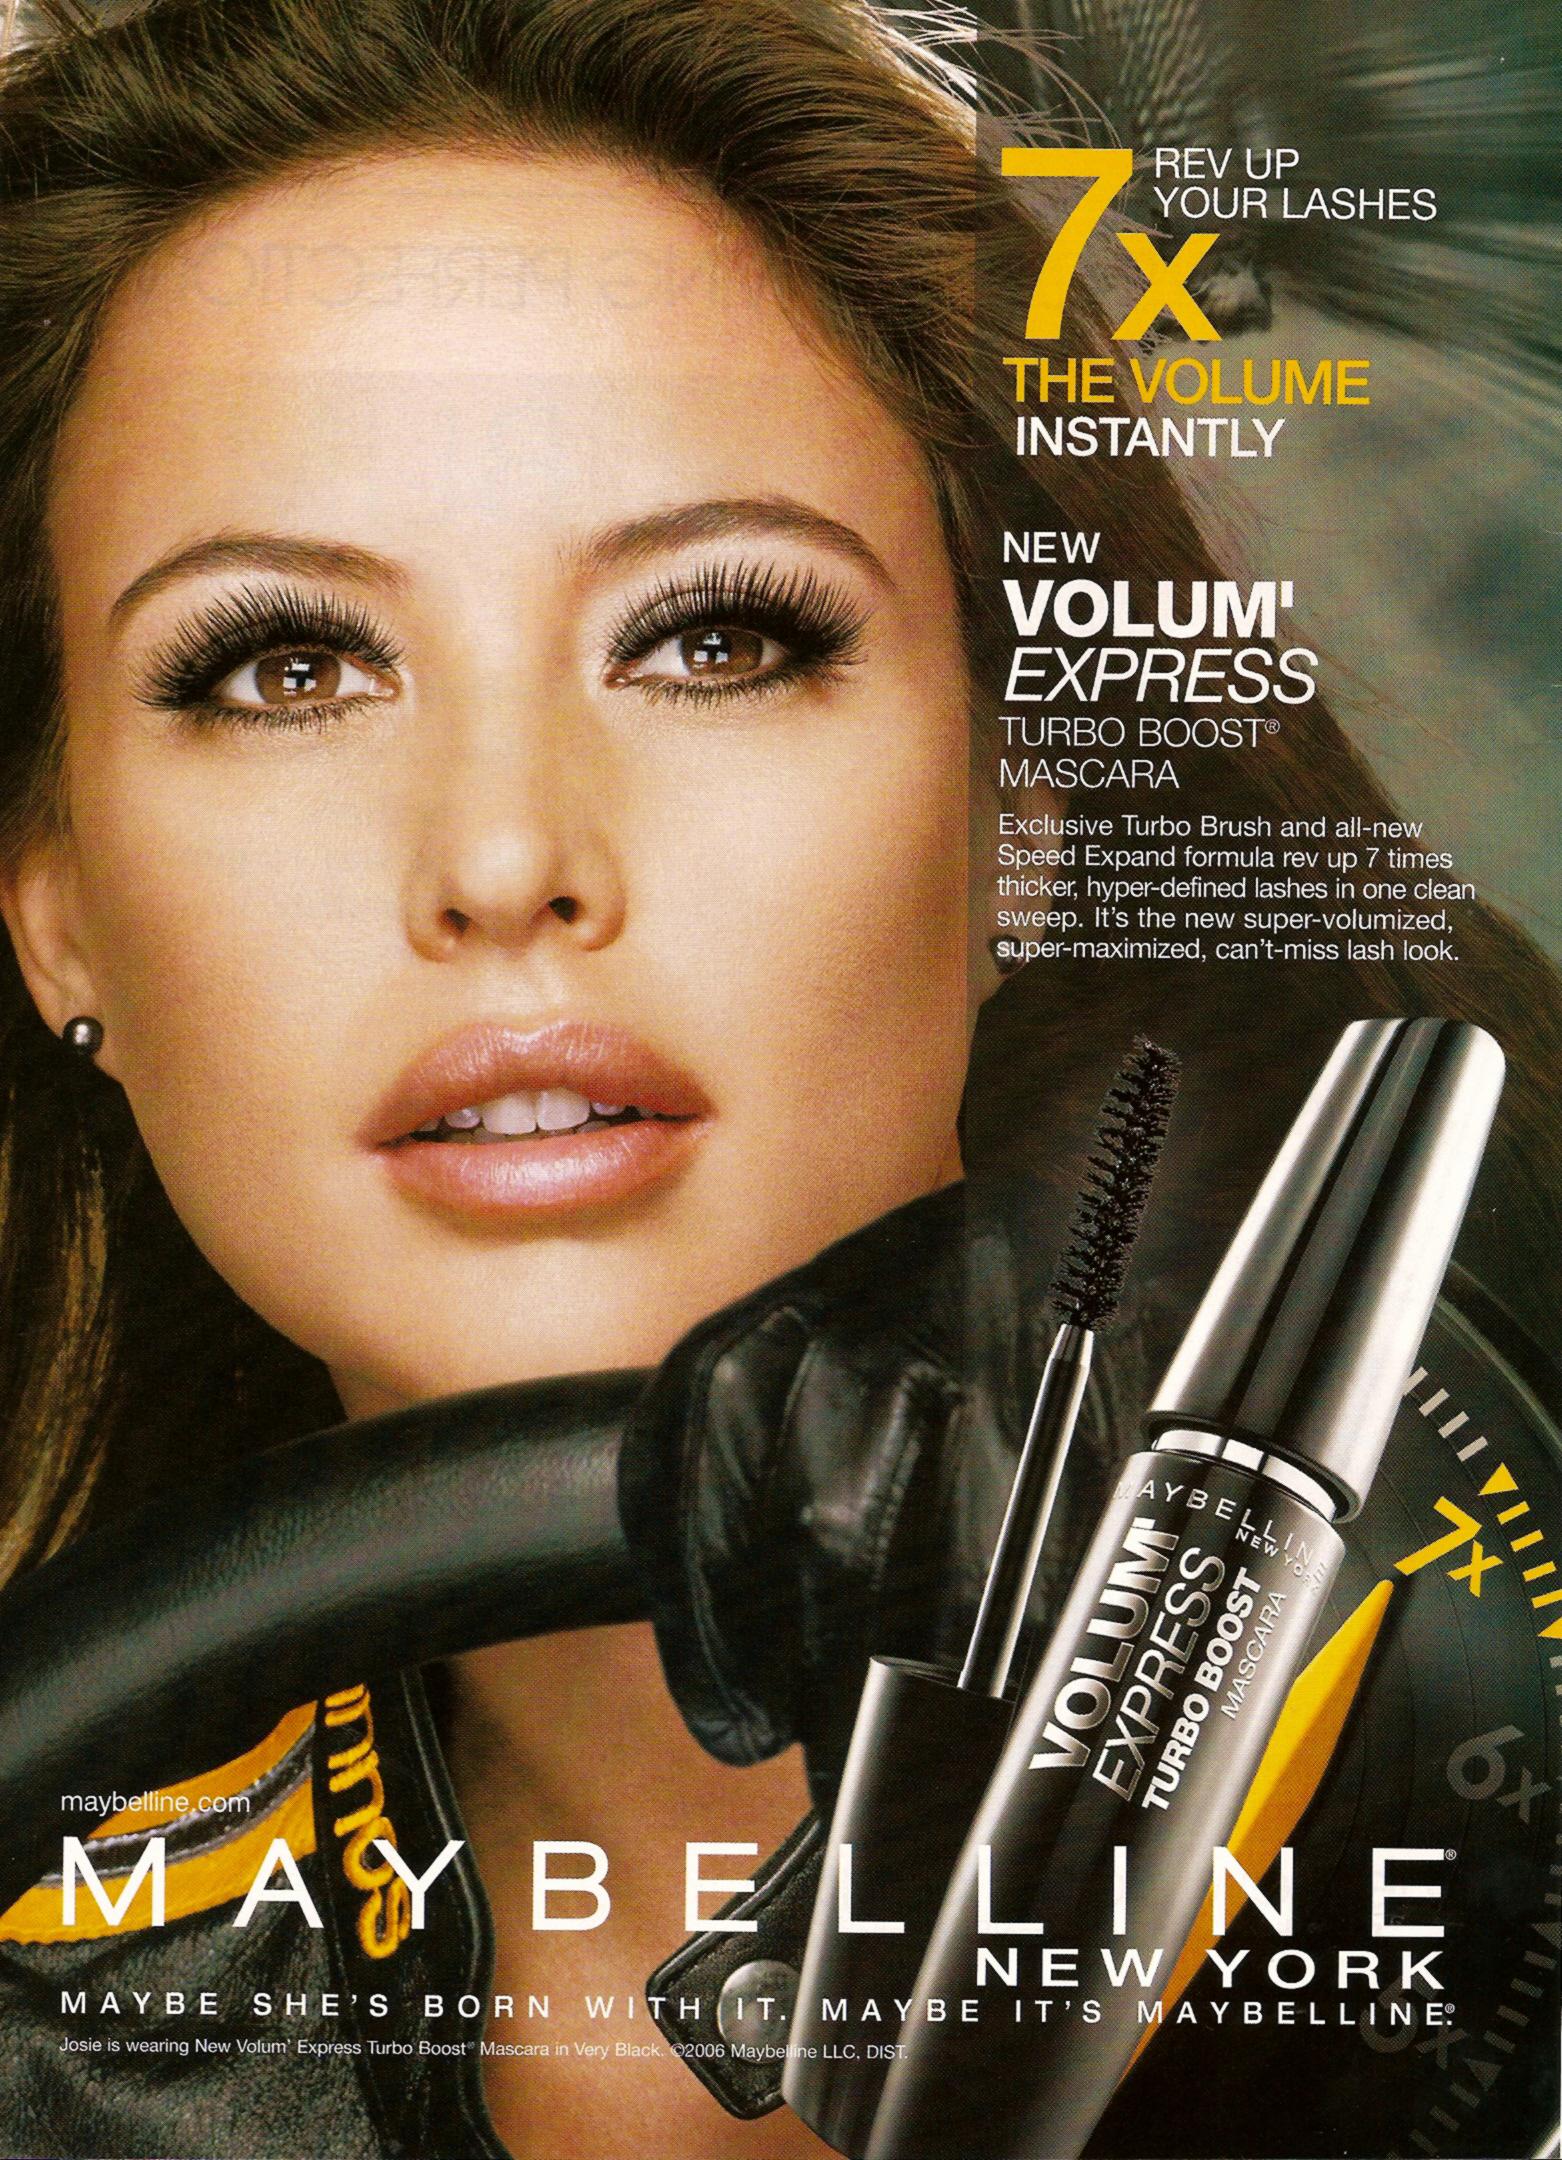 7x
REV UP
YOUR LASHES
THE VOLUME
INSTANTLY
NEW
VOLUM'
EXPRESS
TURBO BOOST®
MASCARA
Exclusive Turbo Brush and all-new
Speed Expand formula rev up 7 times
thicker, hyper-defined lashes in one clean
sweep. It's the new super-volumized,
super-maximized, can't-miss lash look.
MAYBELLINE
NEW YORK
VOLUM'
EXPRESS
TURBO BOOST
MASCARA
7x
6x
5x
maybelline.com
MAYBELLINE®
NEW YORK
MAYBE SHE'S BORN WITH IT. MAYBE IT'S MAYBELLINE.®
Josie is wearing New Volum' Express Turbo Boost® Mascara in Very Black. ©2006 Maybelline LLC, DIST.